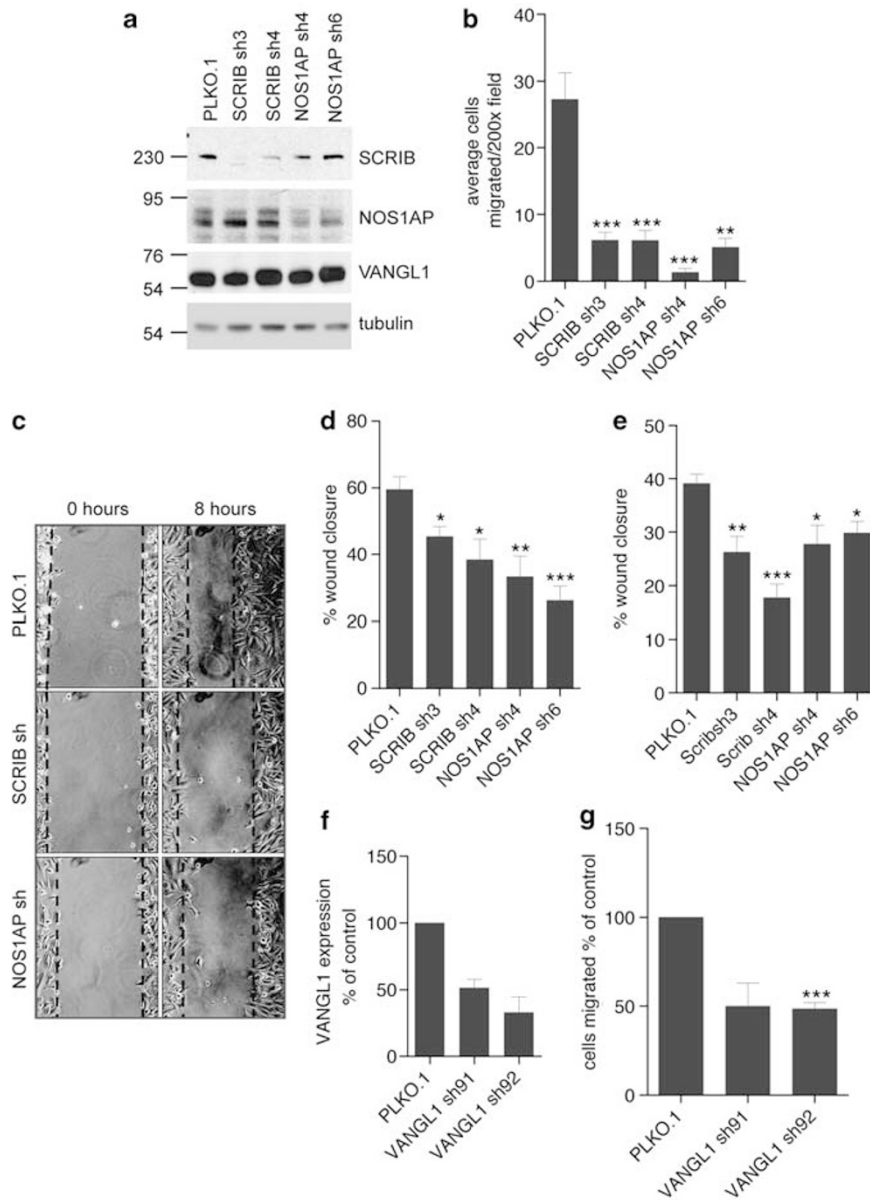 a
PLKO.1
SCRIB sh3
SCRIB sh4
NOS1AP sh4
NOS1AP sh6
230
SCRIB
95
NOS1AP
76
VANGL1
54
tubulin
54
b
average cells
migrated/200x field
40
30
20
10
0
***
***
***
**
PLKO.1
SCRIB sh3
SCRIB sh4
NOS1AP sh4
NOS1AP sh6
c
0 hours
8 hours
PLKO.1
SCRIB sh
NOS1AP sh
d
% wound closure
80
60
40
20
0
*
*
**
***
PLKO.1
SCRIB sh3
SCRIB sh4
NOS1AP sh4
NOS1AP sh6
e
% wound closure
50
40
30
20
10
0
**
***
*
*
PLKO.1
Scribsh3
Scrib sh4
NOS1AP sh4
NOS1AP sh6
f
VANGL1 expression
% of control
150
100
50
0
PLKO.1
VANGL1 sh91
VANGL1 sh92
g
cells migrated % of control
150
100
50
0
***
PLKO.1
VANGL1 sh91
VANGL1 sh92